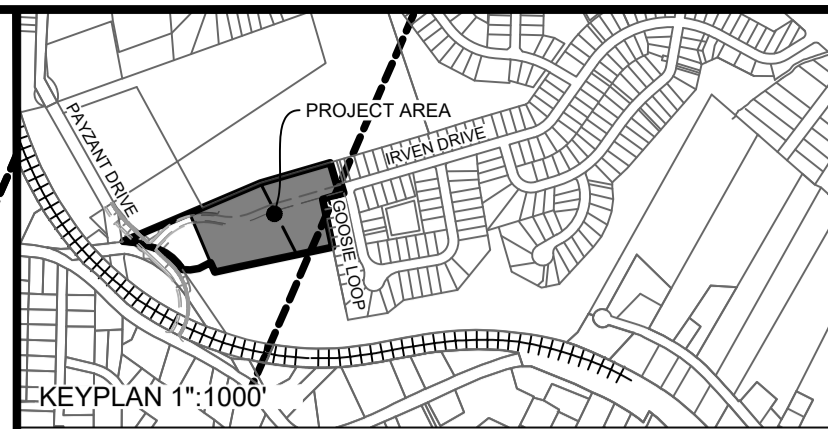 PROJECT AREA
PAYZANT DRIVE
IRVEN DRIVE
GOOSIE LOOP
KEYPLAN 1":1000'